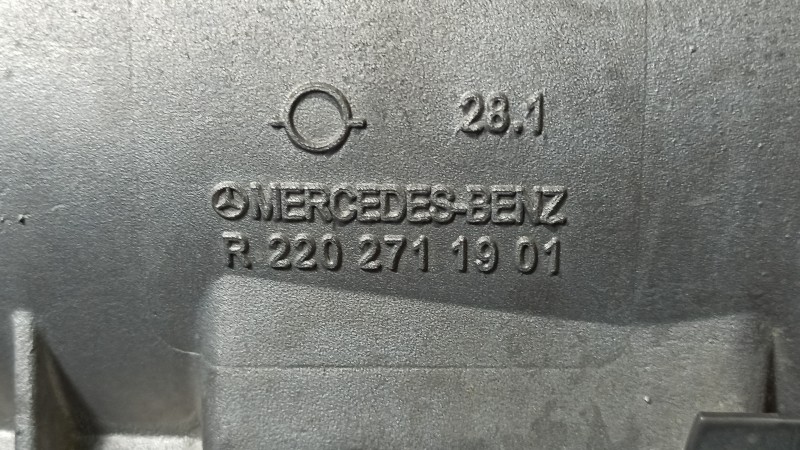 28.1
MERCEDES-BENZ
R 220 271 19 01